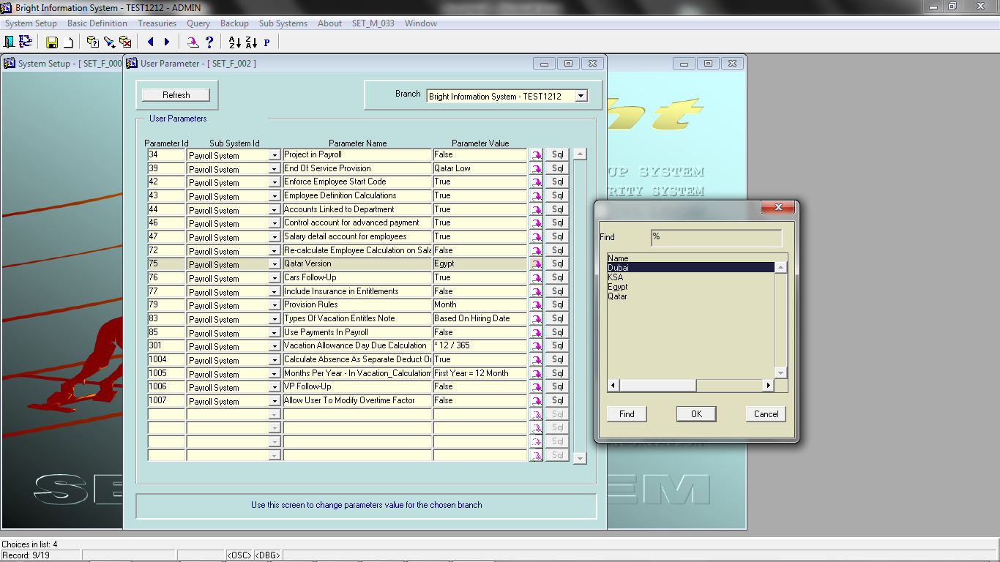 Bright Information System - TEST1212 - ADMIN
System Setup Basic Definition Treasuries Query Backup Sub Systems About SET_M_033 Window
System Setup - [ SET_F_000
User Parameter - [ SET_F_002 ]
Refresh
Branch Bright Information System - TEST1212
User Parameters
Parameter Id Sub System Id Parameter Name Parameter Value
34 Payroll System Project in Payroll False Sql
39 Payroll System End Of Service Provision Qatar Low Sql
42 Payroll System Enforce Employee Start Code True Sql
43 Payroll System Employee Definition Calculations True Sql
44 Payroll System Accounts Linked to Department True Sql
46 Payroll System Control account for advanced payment True Sql
47 Payroll System Salary detail account for employees True Sql
72 Payroll System Re-calculate Employee Calculation on Sala False Sql
75 Payroll System Qatar Version Egypt Sql
76 Payroll System Cars Follow-Up True Sql
77 Payroll System Include Insurance in Entitlements False Sql
79 Payroll System Provision Rules Month Sql
83 Payroll System Types Of Vacation Entitles Note Based On Hiring Date Sql
85 Payroll System Use Payments In Payroll False Sql
301 Payroll System Vacation Allowance Day Due Calculation * 12 / 365 Sql
1004 Payroll System Calculate Absence As Separate Deduct Or True Sql
1005 Payroll System Months Per Year - In Vacation_Calculation First Year = 12 Month Sql
1006 Payroll System VP Follow-Up False Sql
1007 Payroll System Allow User To Modify Overtime Factor False Sql
Sql
Sql
Sql
Sql
Use this screen to change parameters value for the chosen branch
ht
UP SYSTEM
RITY SYSTEM
Find %
Name
Dubai
KSA
Egypt
Qatar
Find OK Cancel
SE
EM
Choices in list: 4
Record: 9/19 <OSC> <DBG>